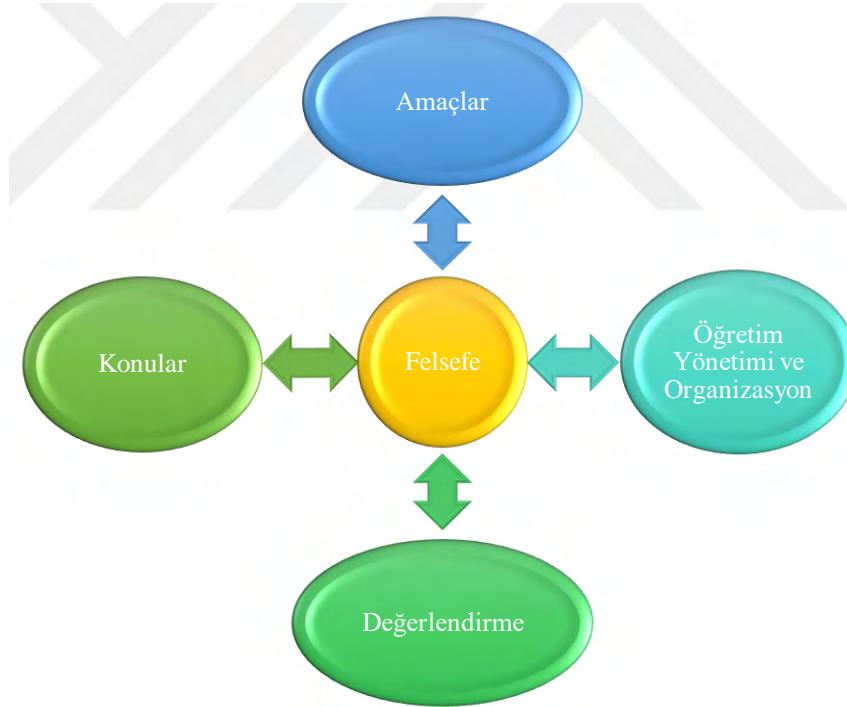 Amaçlar
Konular
Felsefe
Öğretim
Yönetimi ve
Organizasyon
Değerlendirme